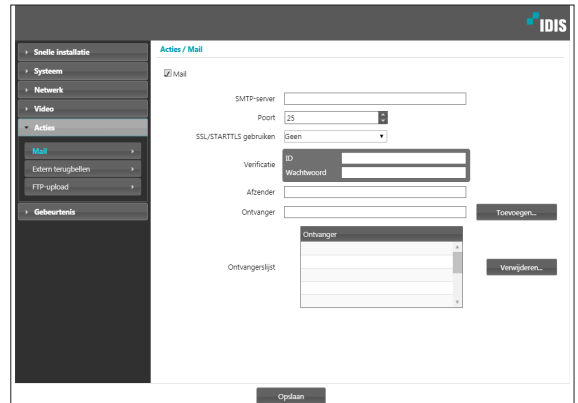 IDIS
Snelle installatie
Systeem
Netwerk
Video
Acties
Mail
Extern terugbellen
FTP-upload
Gebeurtenis
Acties / Mail
Mail
SMTP-server
Poort 25
SSL/STARTTLS gebruiken Geen
Verificatie
ID
Wachtwoord
Afzender
Ontvanger Toevoegen...
Ontvanger
Ontvangerslijst Verwijderen...
Opslaan